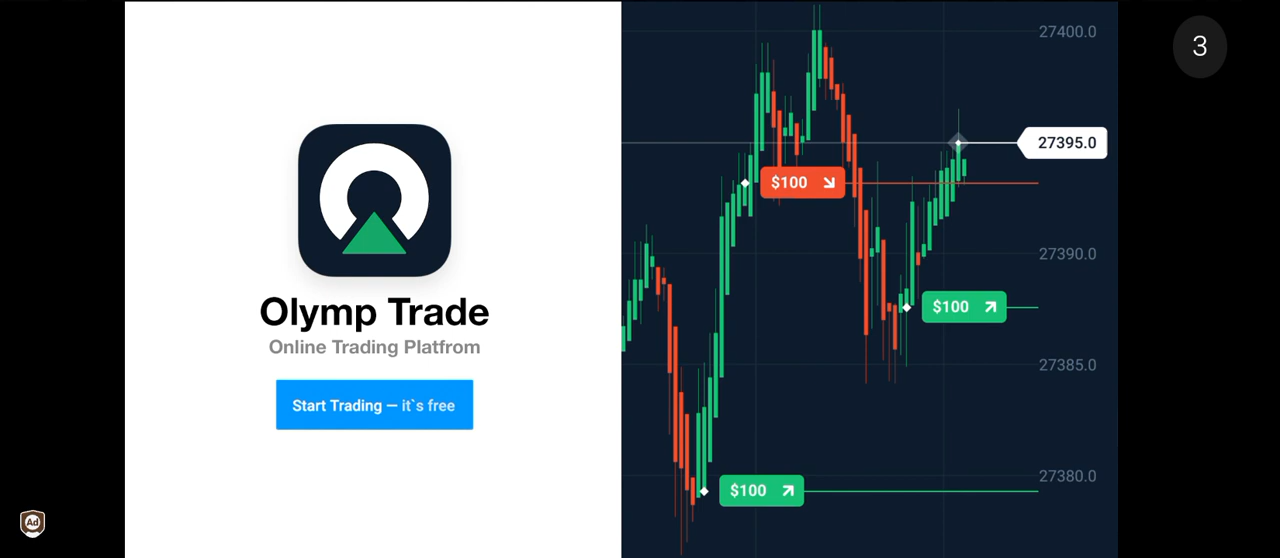 Olymp Trade
Online Trading Platfrom
Start Trading — it`s free
27400.0
27395.0
$100
27390.0
$100
27385.0
27380.0
$100
3
Ad